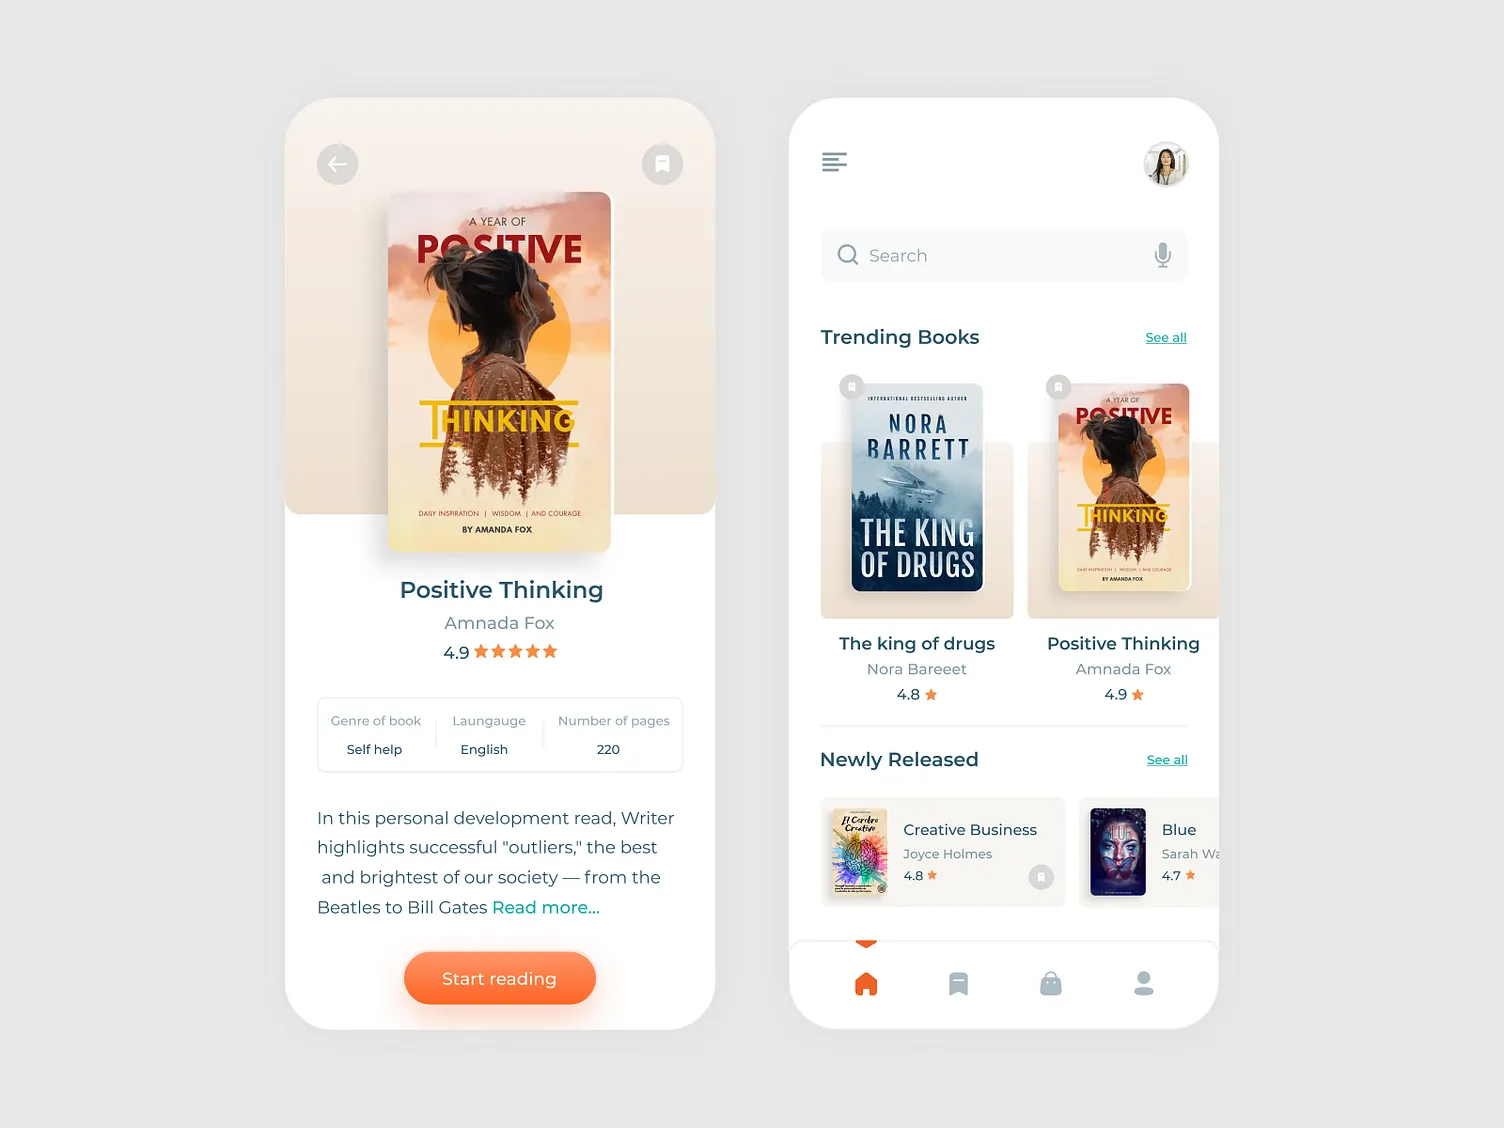 A YEAR OF
POSITIVE
THINKING
DAILY INSPIRATION | WISDOM | AND COURAGE
BY AMANDA FOX
Positive Thinking
Amnada Fox
4.9
Genre of book
Laungauge
Number of pages
Self help
English
220
In this personal development read, Writer
highlights successful "outliers," the best
and brightest of our society — from the
Beatles to Bill Gates Read more...
Start reading
Search
Trending Books
See all
INTERNATIONAL BESTSELLING AUTHOR
NORA
BARRETT
THE KING
OF DRUGS
A YEAR OF
POSITIVE
THINKING
DAILY INSPIRATION | WISDOM | AND COURAGE
BY AMANDA FOX
The king of drugs
Nora Bareeet
4.8
Positive Thinking
Amnada Fox
4.9
Newly Released
See all
El Cerebro
Creativo
Creative Business
Joyce Holmes
4.8
Blue
Sarah Wa
4.7